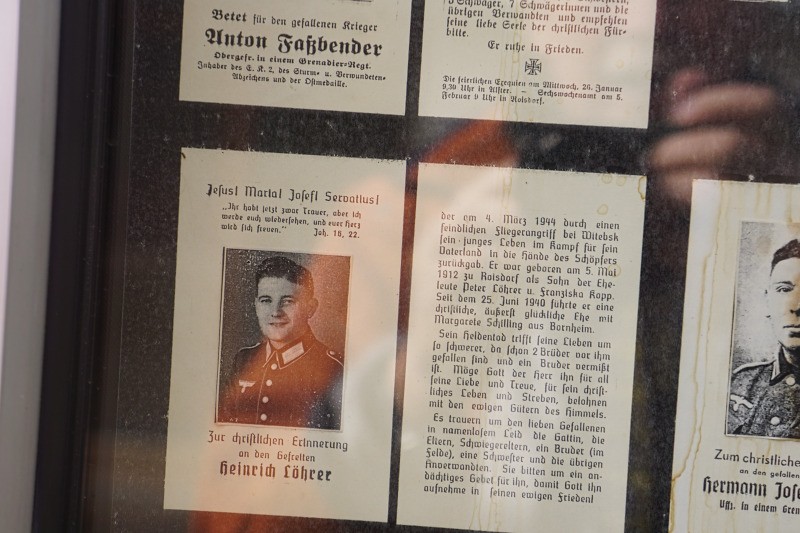 Betet für den gefallenen Krieger
Anton Faßbender
Obergefr. in einem Grenadier-Regt.
Inhaber des E. K. 2, des Sturm- u. Verwundeten-
Abzeichens und der Ostmedaille.
5 Schwäger, 7 Schwägerinnen und die
übrigen Verwandten und empfehlen
seine liebe Seele der christlichen Für-
bitte.
Er ruhe in Frieden.
Die feierlichen Exequien am Mittwoch, 26. Januar
9,30 Uhr in Alfter. – Sechswochenamt am 5.
Februar 9 Uhr in Roisdorf.
Jesus! Maria! Josef! Servatius!
„Ihr habt jetzt zwar Trauer, aber ich
werde euch wiedersehen, und euer Herz
wird sich freuen." Joh. 16, 22.
Zur christlichen Erinnerung
an den Gefreiten
Heinrich Löhrer
der am 4. März 1944 durch einen
feindlichen Fliegerangriff bei Witebsk
sein junges Leben im Kampf für sein
Vaterland in die Hände des Schöpfers
zurückgab. Er war geboren am 5. Mai
1912 zu Roisdorf als Sohn der Ehe-
leute Peter Löhrer u. Franziska Rapp.
Seit dem 25. Juni 1940 führte er eine
christliche, äußerst glückliche Ehe mit
Margarete Schilling aus Bornheim.
Sein Heldentod trifft seine Lieben um
so schwerer, da schon 2 Brüder vor ihm
gefallen sind und ein Bruder vermißt
ist. Möge Gott der Herr ihn für all
seine Liebe und Treue, für sein christ-
liches Leben und Streben, belohnen
mit den ewigen Gütern des Himmels.
Es trauern um den lieben Gefallenen
in namenlosem Leid die Gattin, die
Eltern, Schwiegereltern, ein Bruder (im
Felde), eine Schwester und die übrigen
Anverwandten. Sie bitten um ein an-
dächtiges Gebet für ihn, damit Gott ihn
aufnehme in seinen ewigen Frieden!
Zum christliche
an den gefallen
Hermann Jos
Uffz. in einem Gren